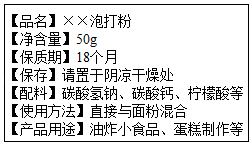 【品名】××泡打粉
【净含量】50g
【保质期】18个月
【保存】请置于阴凉干燥处
【配料】碳酸氢钠、碳酸钙、柠檬酸等
【使用方法】直接与面粉混合
【产品用途】油炸小食品、蛋糕制作等